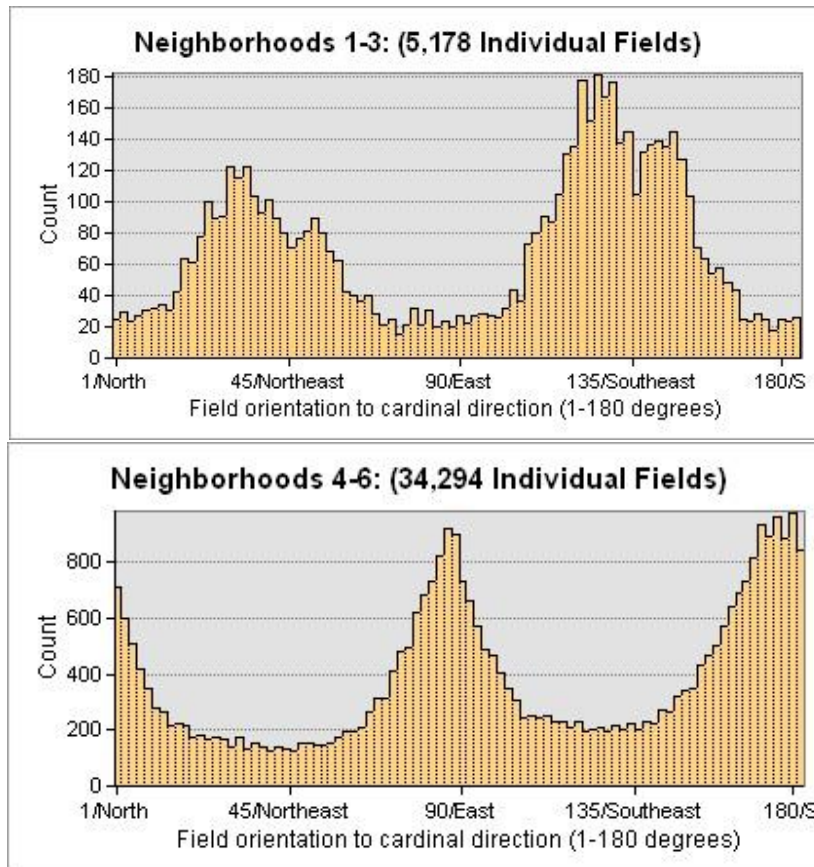 Neighborhoods 1-3: (5,178 Individual Fields)
180
160
140
120
100
80
60
40
20
0
Count
1/North 45/Northeast 90/East 135/Southeast 180/S
Field orientation to cardinal direction (1-180 degrees)
Neighborhoods 4-6: (34,294 Individual Fields)
800
600
400
200
0
Count
1/North 45/Northeast 90/East 135/Southeast 180/S
Field orientation to cardinal direction (1-180 degrees)